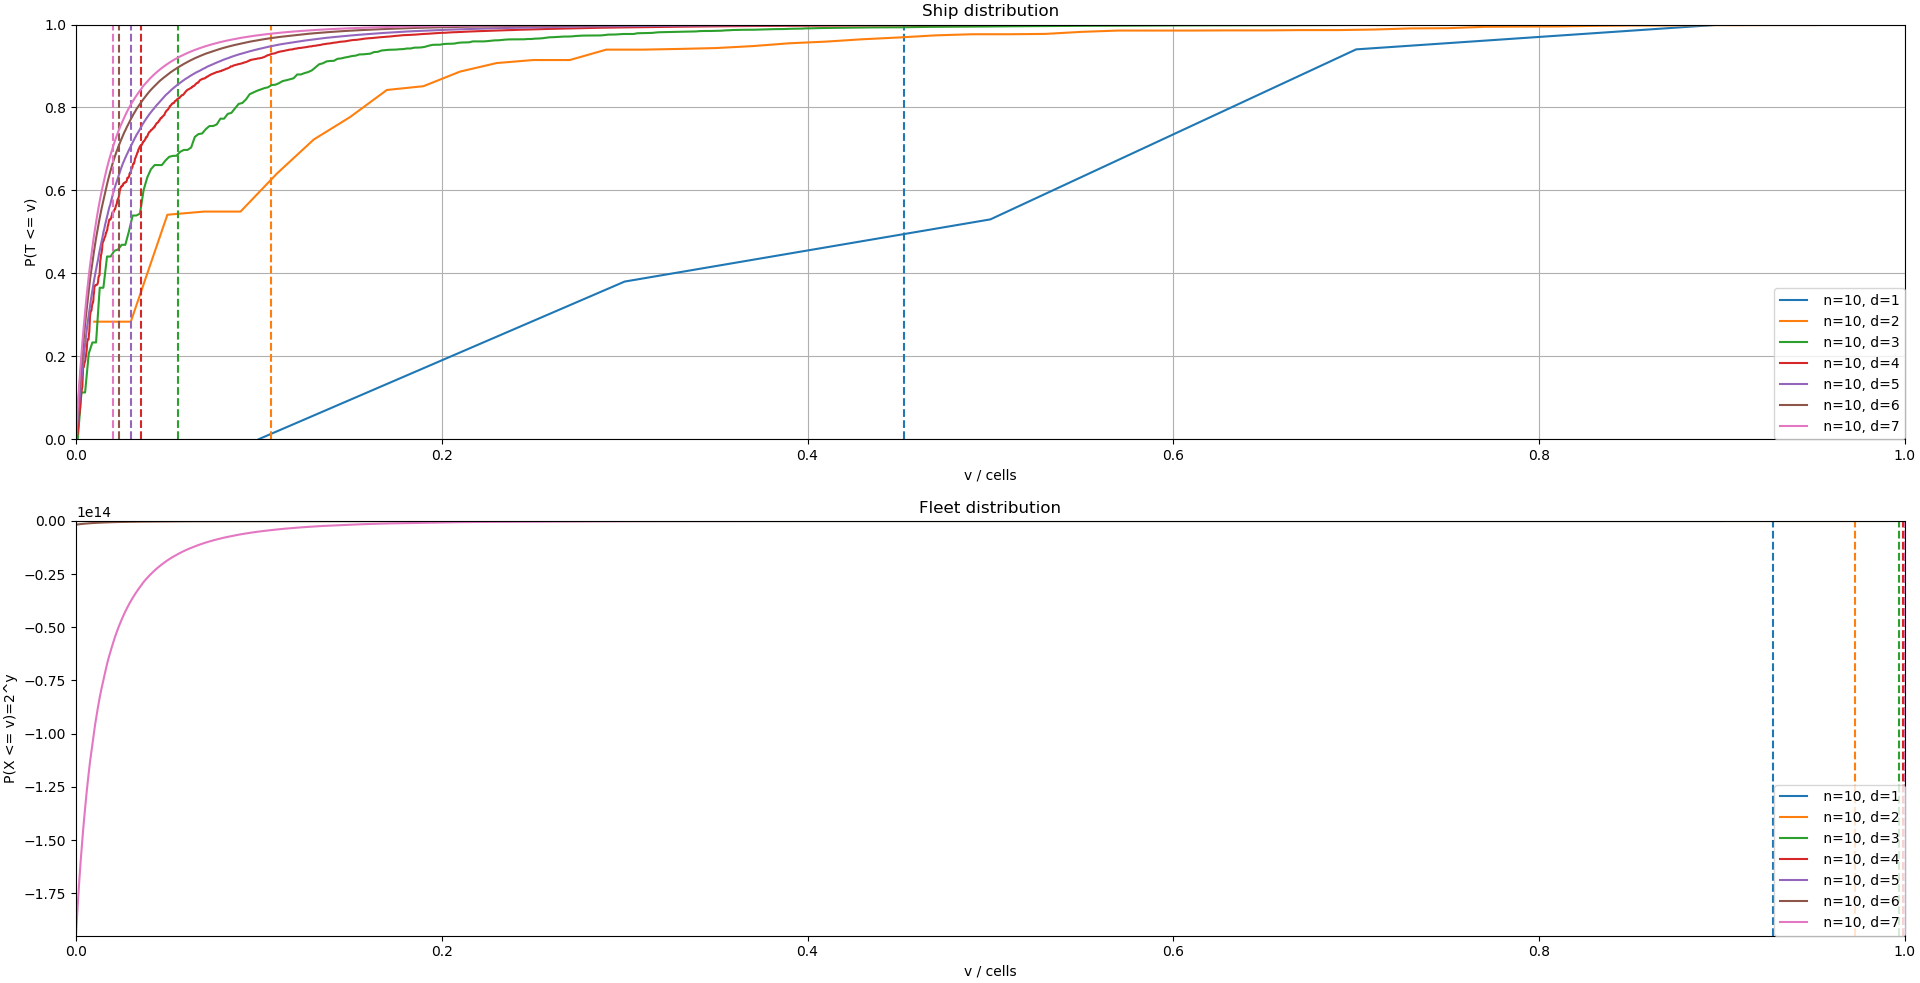 Ship distribution
1.0
0.8
0.6
0.4
0.2
0.0
P(T <= v)
n=10, d=1
n=10, d=2
n=10, d=3
n=10, d=4
n=10, d=5
n=10, d=6
n=10, d=7
0.0 0.2 0.4 0.6 0.8 1.0
v / cells
Fleet distribution
1e14
0.00
−0.25
−0.50
−0.75
−1.00
−1.25
−1.50
−1.75
P(X <= v)=2^y
n=10, d=1
n=10, d=2
n=10, d=3
n=10, d=4
n=10, d=5
n=10, d=6
n=10, d=7
0.0 0.2 0.4 0.6 0.8 1.0
v / cells